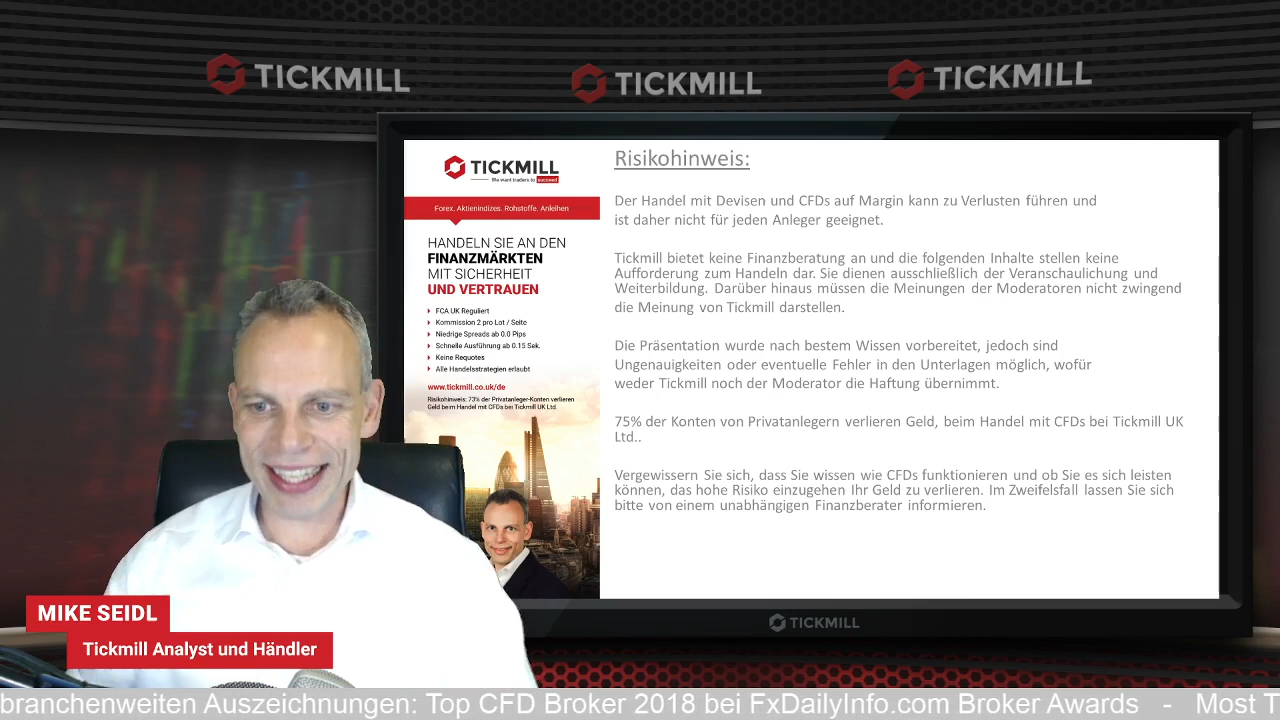 TICKMILL
TICKMILL
TICKMILL
TICKMILL
We want traders to succeed
Forex. Aktienindizes. Rohstoffe. Anleihen
HANDELN SIE AN DEN
FINANZMÄRKTEN
MIT SICHERHEIT
UND VERTRAUEN
FCA UK Reguliert
Kommission 2 pro Lot / Seite
Niedrige Spreads ab 0.0 Pips
Schnelle Ausführung ab 0.15 Sek.
Keine Requotes
Alle Handelsstrategien erlaubt
www.tickmill.co.uk/de
Risikohinweis: 73% der Privatanleger-Konten verlieren
Geld beim Handel mit CFDs bei Tickmill UK Ltd.
Risikohinweis:
Der Handel mit Devisen und CFDs auf Margin kann zu Verlusten führen und
ist daher nicht für jeden Anleger geeignet.
Tickmill bietet keine Finanzberatung an und die folgenden Inhalte stellen keine
Aufforderung zum Handeln dar. Sie dienen ausschließlich der Veranschaulichung und
Weiterbildung. Darüber hinaus müssen die Meinungen der Moderatoren nicht zwingend
die Meinung von Tickmill darstellen.
Die Präsentation wurde nach bestem Wissen vorbereitet, jedoch sind
Ungenauigkeiten oder eventuelle Fehler in den Unterlagen möglich, wofür
weder Tickmill noch der Moderator die Haftung übernimmt.
75% der Konten von Privatanlegern verlieren Geld, beim Handel mit CFDs bei Tickmill UK
Ltd..
Vergewissern Sie sich, dass Sie wissen wie CFDs funktionieren und ob Sie es sich leisten
können, das hohe Risiko einzugehen Ihr Geld zu verlieren. Im Zweifelsfall lassen Sie sich
bitte von einem unabhängigen Finanzberater informieren.
TICKMILL
MIKE SEIDL
Tickmill Analyst und Händler
branchenweiten Auszeichnungen: Top CFD Broker 2018 bei FxDailyInfo.com Broker Awards - Most T